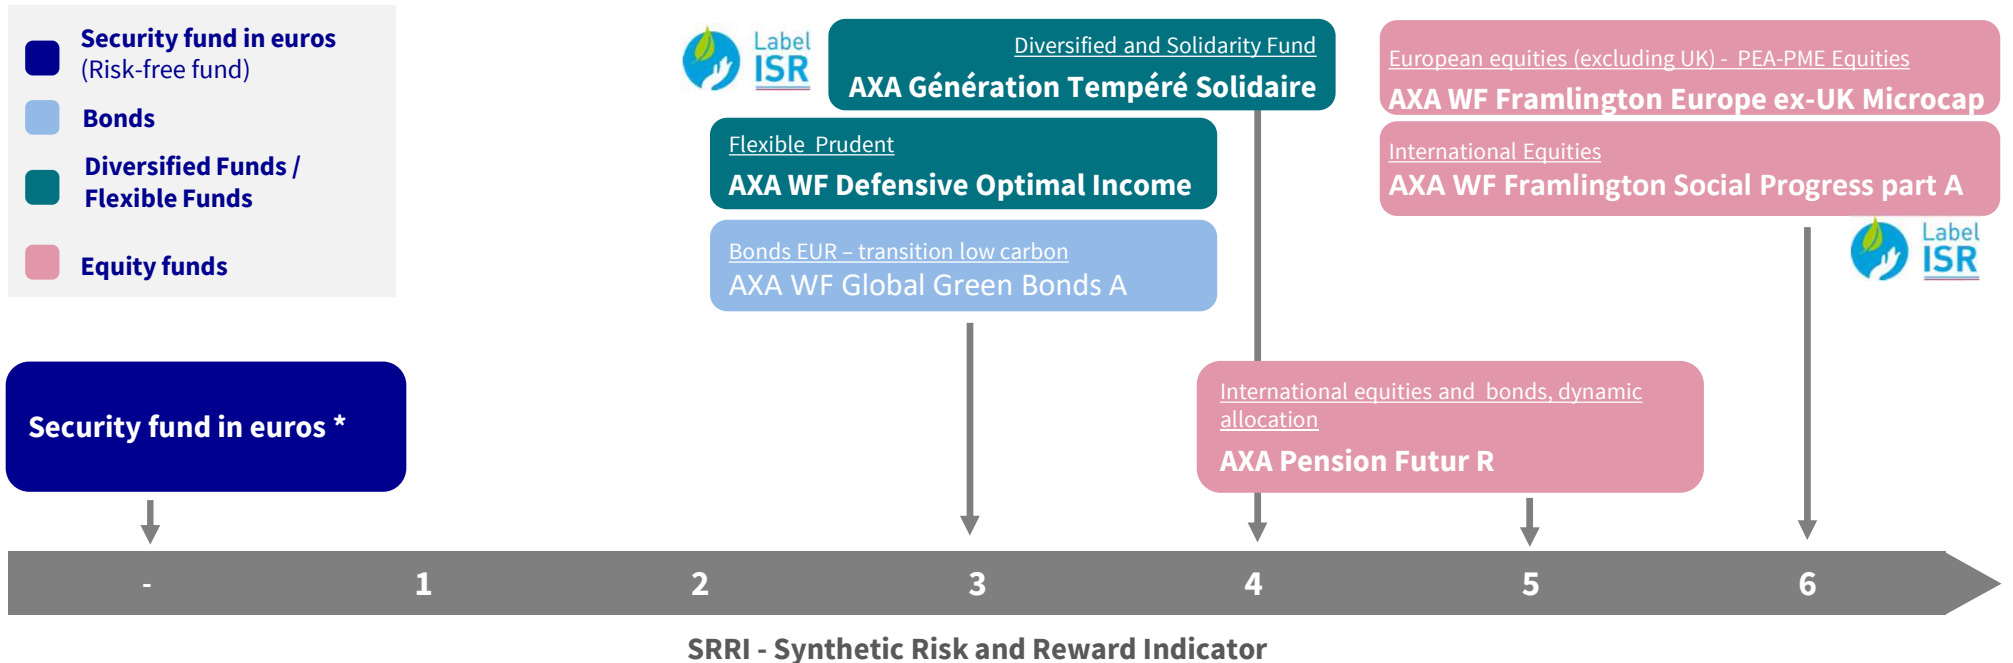 Security fund in euros
(Risk-free fund)
Bonds
Diversified Funds /
Flexible Funds
Equity funds
Label
ISR
Diversified and Solidarity Fund
AXA Génération Tempéré Solidaire
Flexible Prudent
AXA WF Defensive Optimal Income
Bonds EUR – transition low carbon
AXA WF Global Green Bonds A
European equities (excluding UK) - PEA-PME Equities
AXA WF Framlington Europe ex-UK Microcap
International Equities
AXA WF Framlington Social Progress part A
Label
ISR
Security fund in euros *
International equities and bonds, dynamic
allocation
AXA Pension Futur R
- 1 2 3 4 5 6
SRRI - Synthetic Risk and Reward Indicator